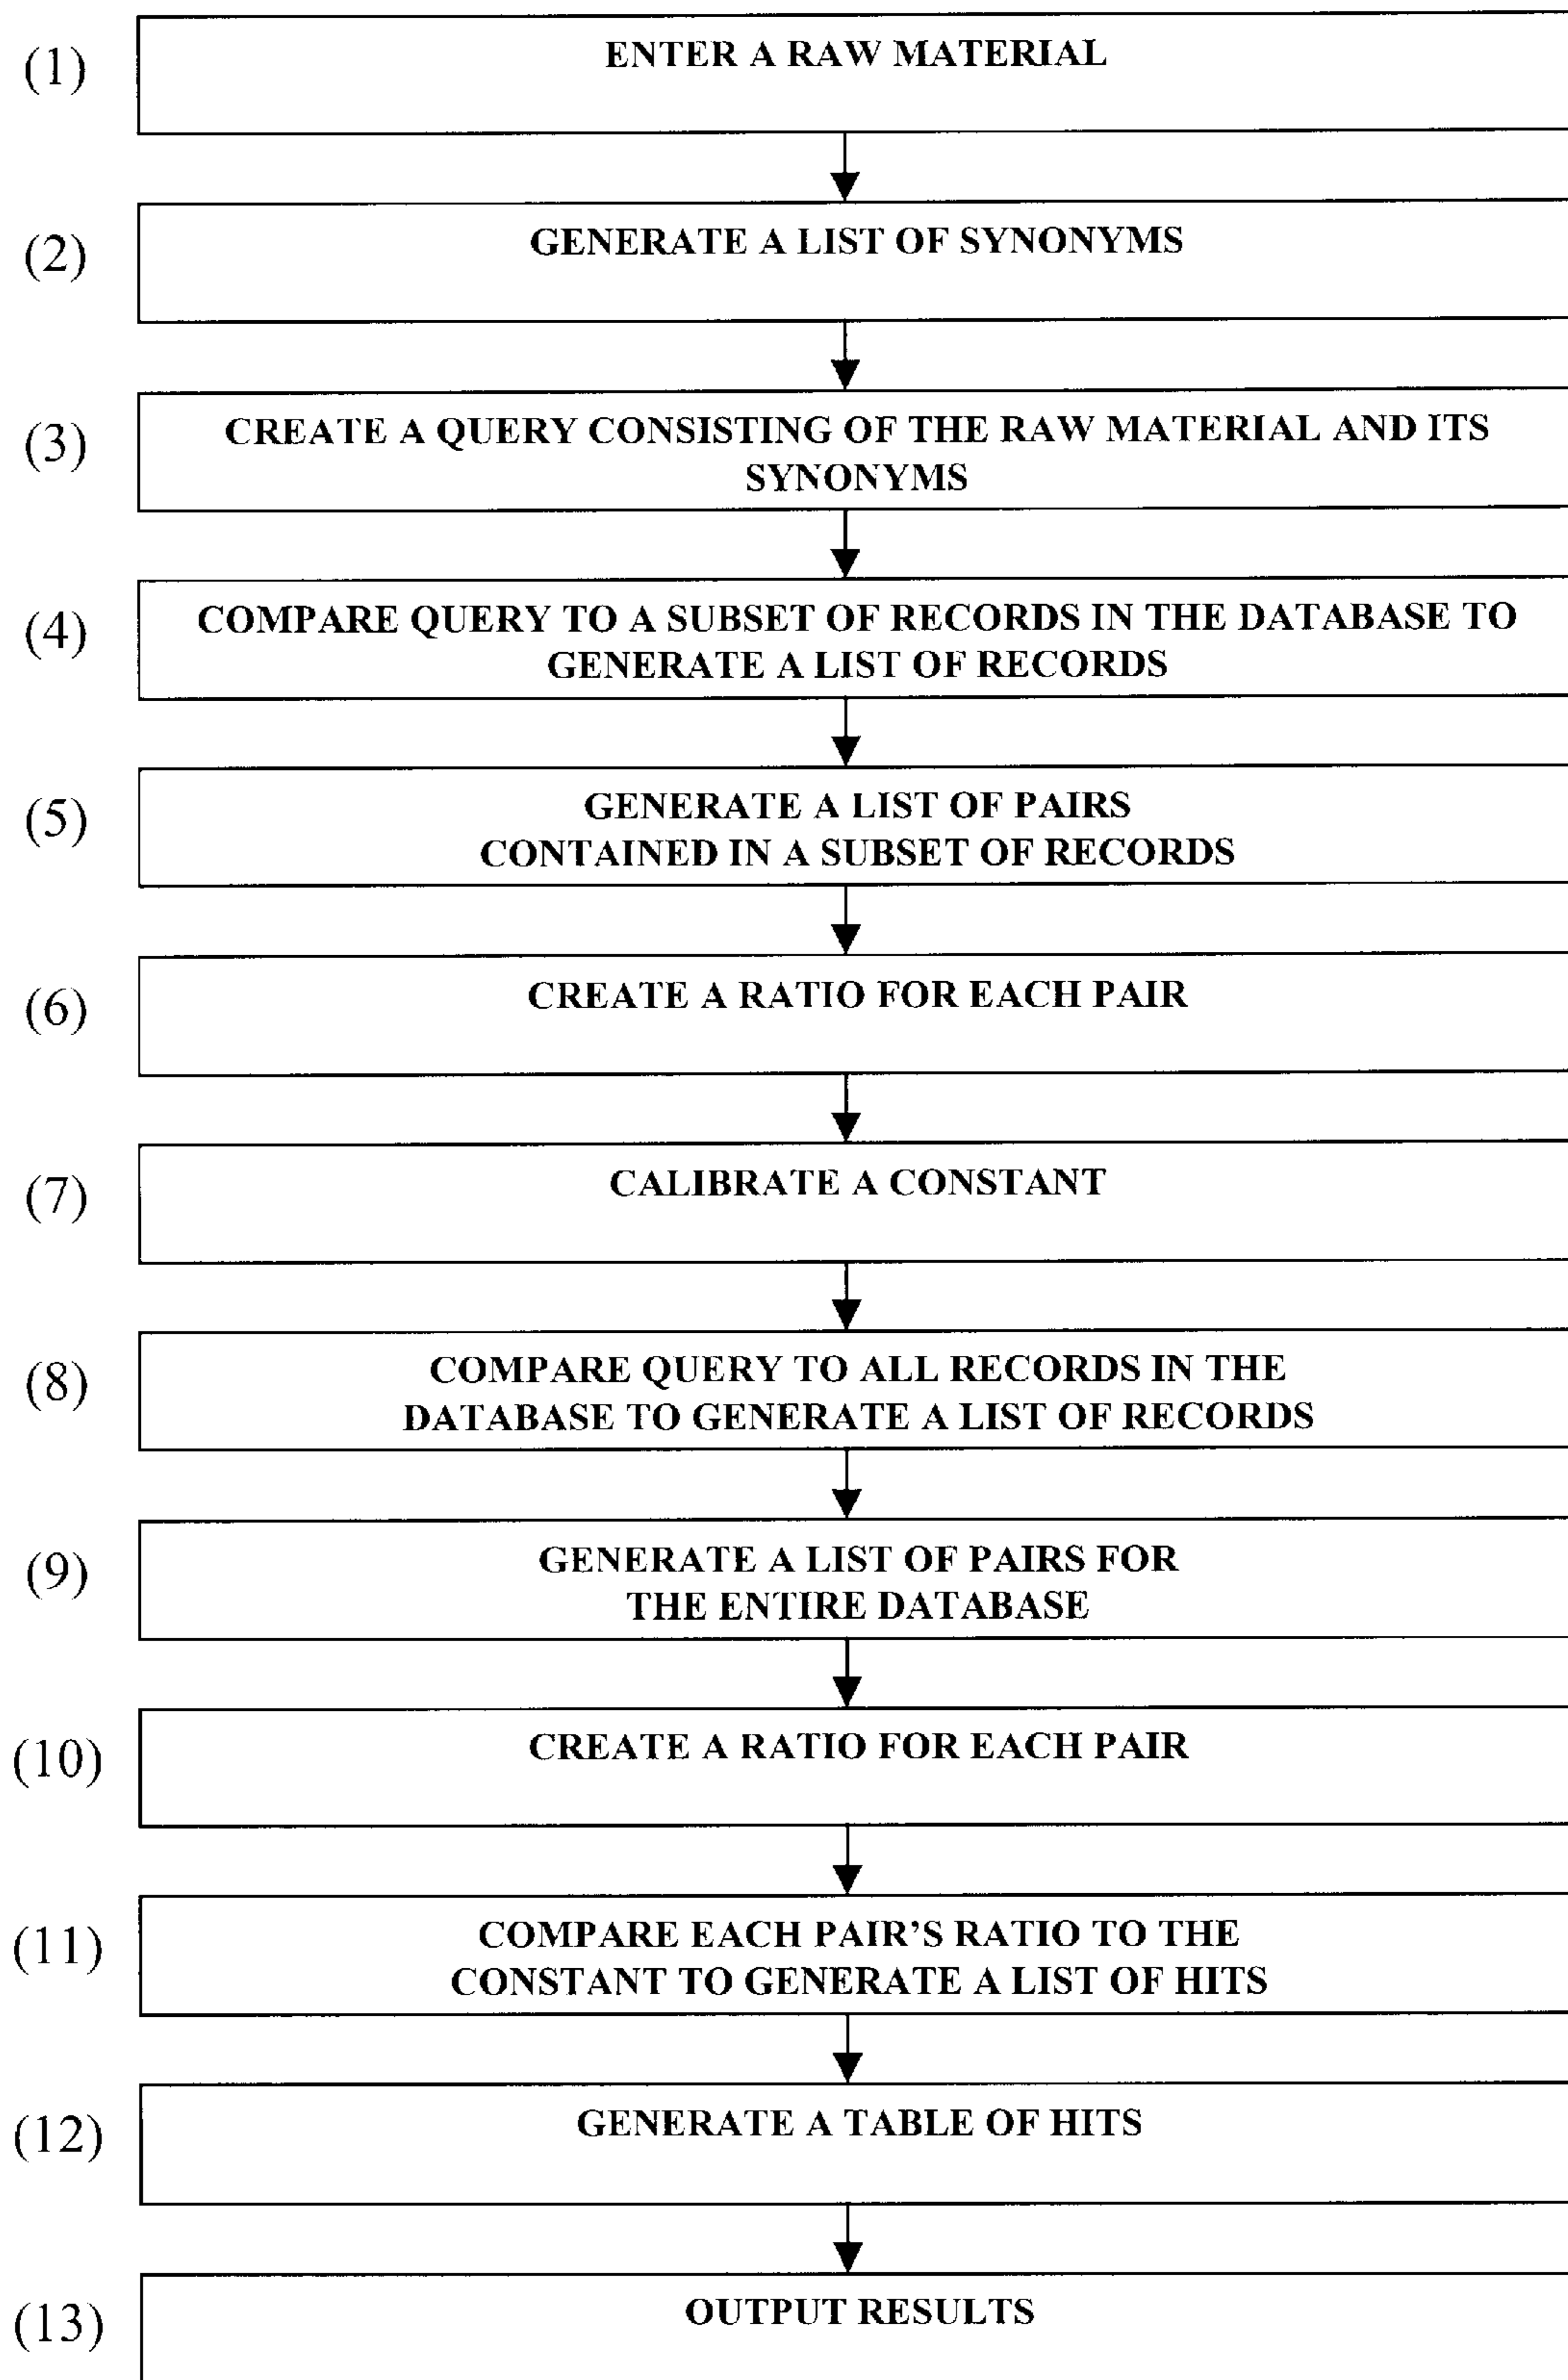 (1)
ENTER A RAW MATERIAL
(2)
GENERATE A LIST OF SYNONYMS
(3)
CREATE A QUERY CONSISTING OF THE RAW MATERIAL AND ITS
SYNONYMS
(4)
COMPARE QUERY TO A SUBSET OF RECORDS IN THE DATABASE TO
GENERATE A LIST OF RECORDS
(5)
GENERATE A LIST OF PAIRS
CONTAINED IN A SUBSET OF RECORDS
(6)
CREATE A RATIO FOR EACH PAIR
(7)
CALIBRATE A CONSTANT
(8)
COMPARE QUERY TO ALL RECORDS IN THE
DATABASE TO GENERATE A LIST OF RECORDS
(9)
GENERATE A LIST OF PAIRS FOR
THE ENTIRE DATABASE
(10)
CREATE A RATIO FOR EACH PAIR
(11)
COMPARE EACH PAIR’S RATIO TO THE
CONSTANT TO GENERATE A LIST OF HITS
(12)
GENERATE A TABLE OF HITS
(13)
OUTPUT RESULTS